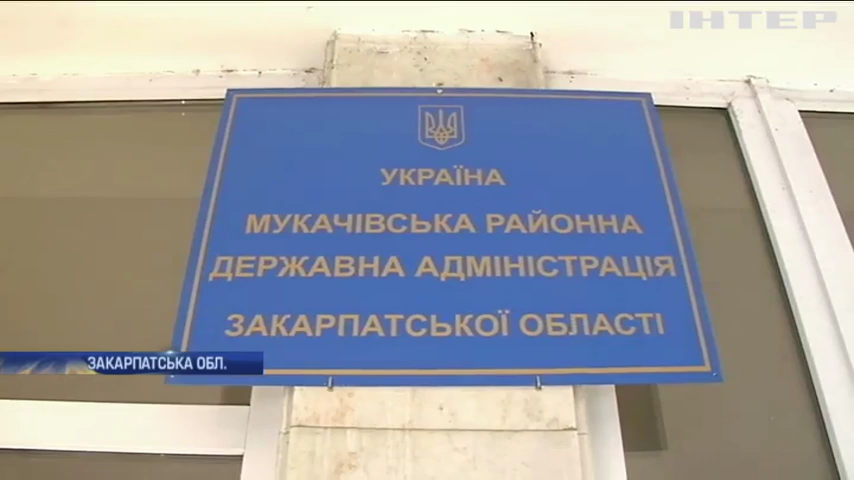 ІНТЕР
УКРАЇНА
МУКАЧІВСЬКА РАЙОННА
ДЕРЖАВНА АДМІНІСТРАЦІЯ
ЗАКАРПАТСЬКОЇ ОБЛАСТІ
ЗАКАРПАТСЬКА ОБЛ.